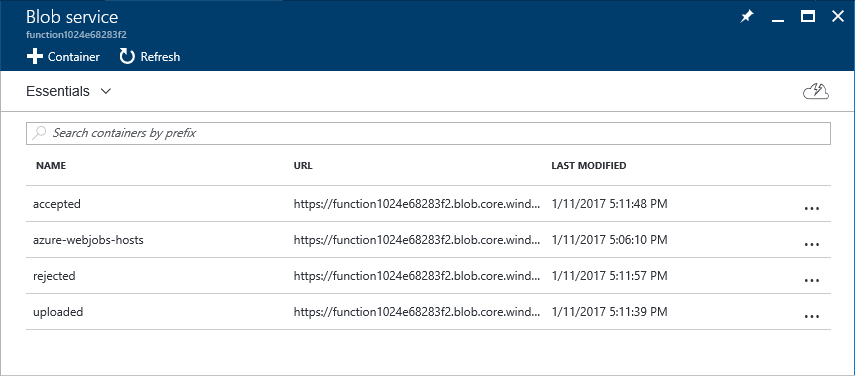 Blob service
function1024e68283f2
Container Refresh
Essentials
Search containers by prefix
NAME URL LAST MODIFIED
accepted https://function1024e68283f2.blob.core.wind... 1/11/2017 5:11:48 PM ...
azure-webjobs-hosts https://function1024e68283f2.blob.core.wind... 1/11/2017 5:06:10 PM ...
rejected https://function1024e68283f2.blob.core.wind... 1/11/2017 5:11:57 PM ...
uploaded https://function1024e68283f2.blob.core.wind... 1/11/2017 5:11:39 PM ...